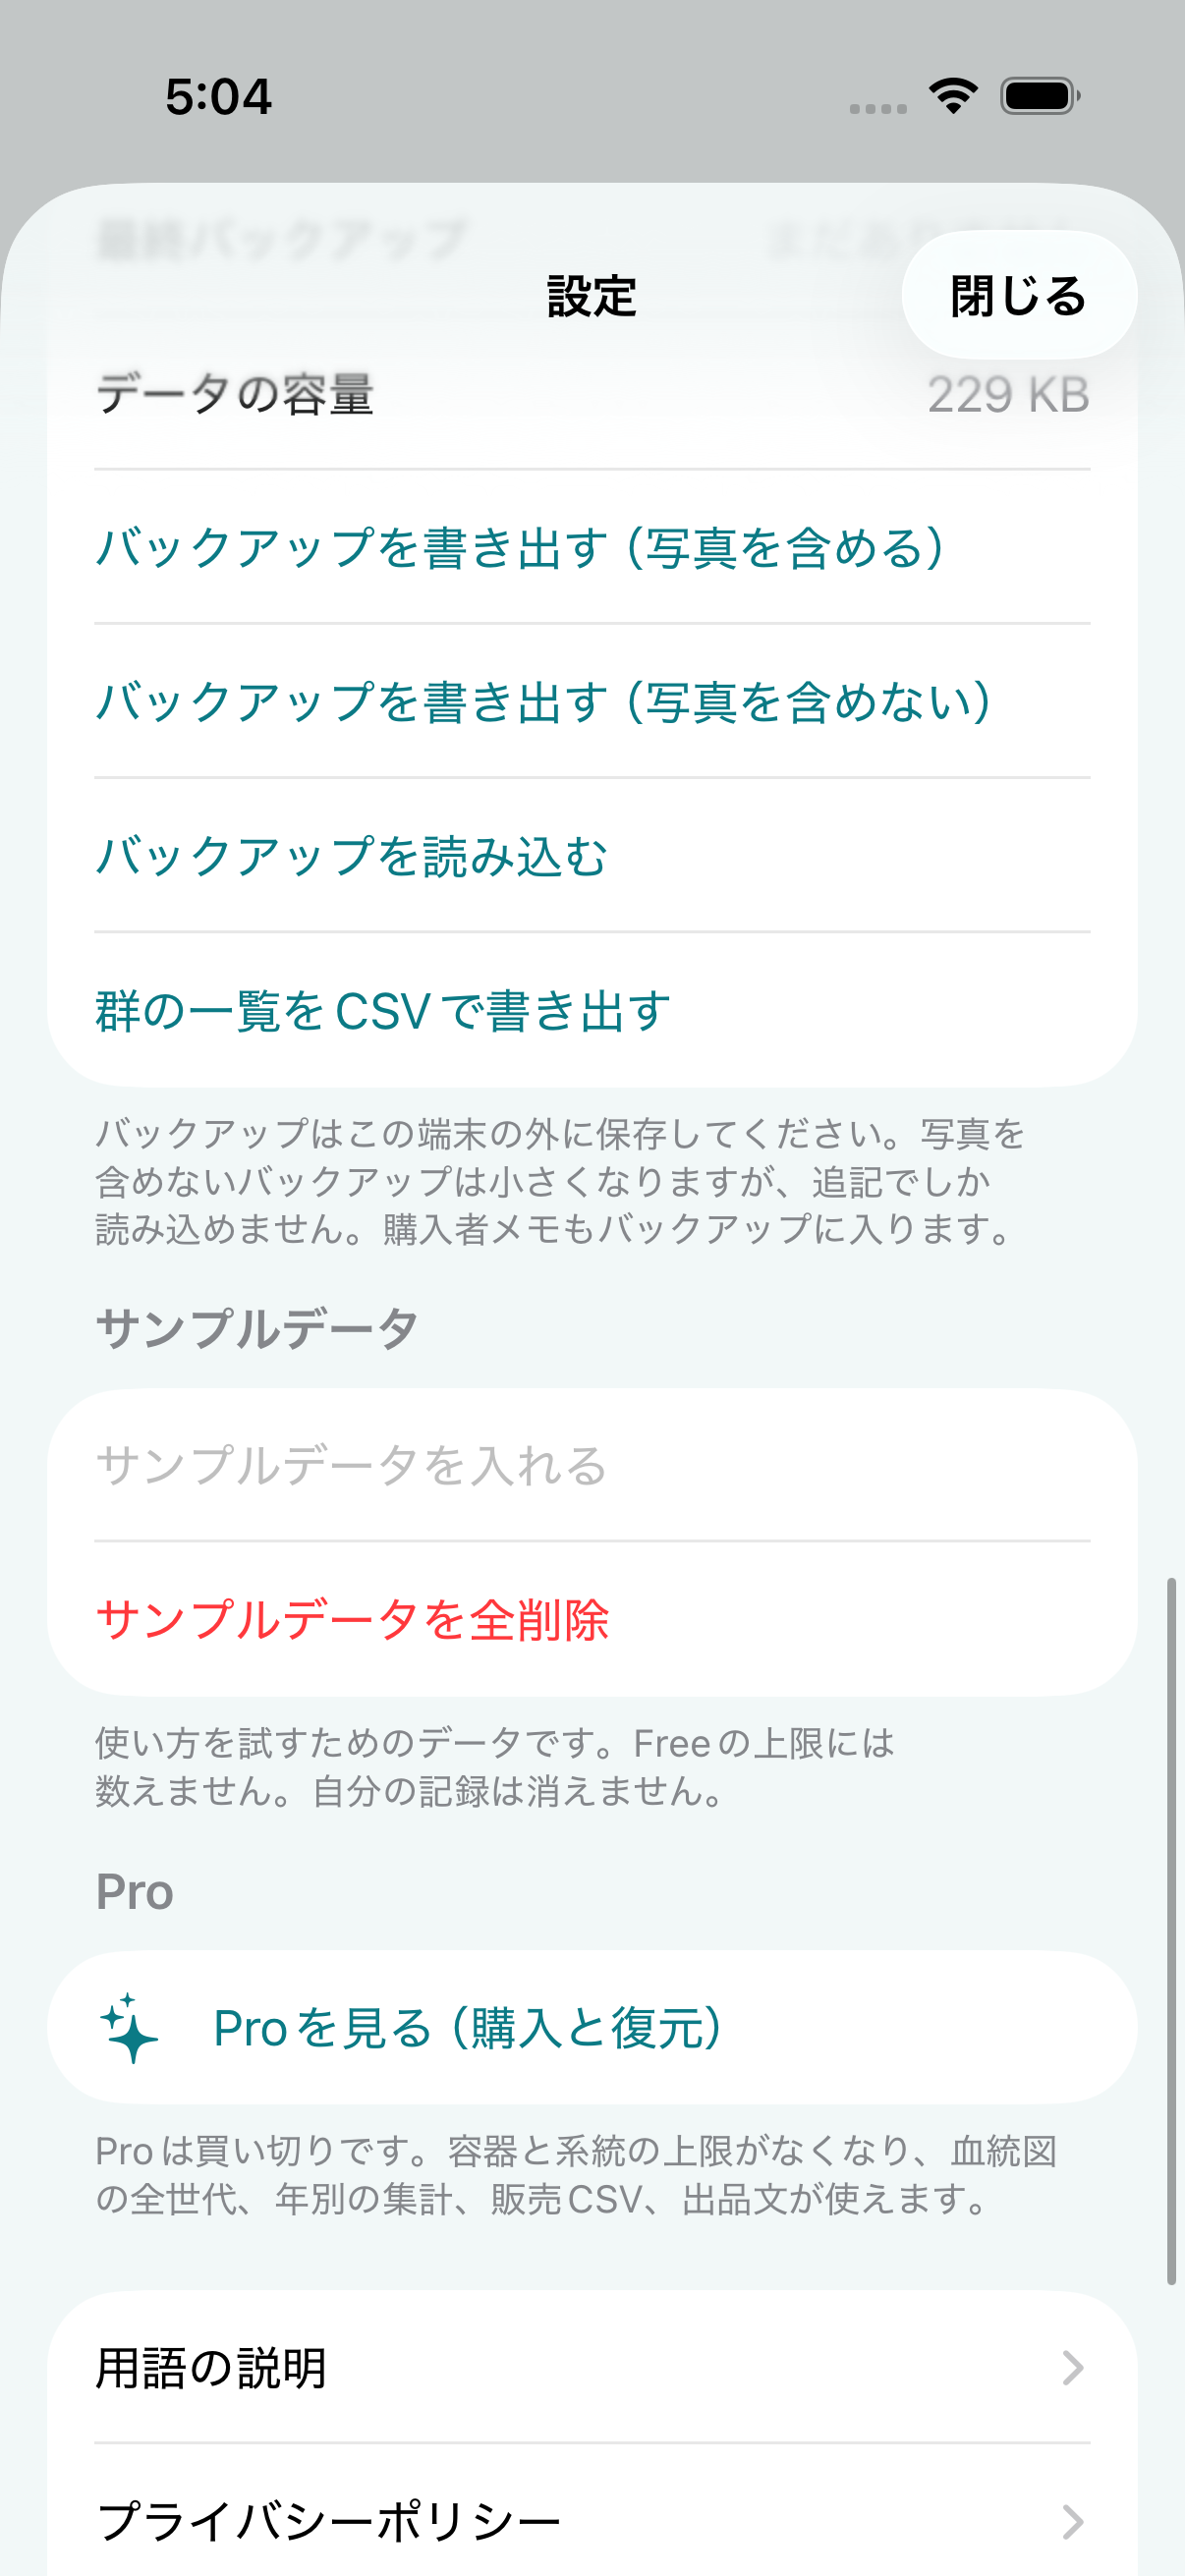 5:04
最終バックアップ
設定
閉じる
データの容量
229 KB
バックアップを書き出す（写真を含める）
バックアップを書き出す（写真を含めない）
バックアップを読み込む
群の一覧をCSVで書き出す
バックアップはこの端末の外に保存してください。写真を
含めないバックアップは小さくなりますが、追記でしか
読み込めません。購入者メモもバックアップに入ります。
サンプルデータ
サンプルデータを入れる
サンプルデータを全削除
使い方を試すためのデータです。Freeの上限には
数えません。自分の記録は消えません。
Pro
Proを見る（購入と復元）
Proは買い切りです。容器と系統の上限がなくなり、血統図
の全世代、年別の集計、販売CSV、出品文が使えます。
用語の説明
プライバシーポリシー